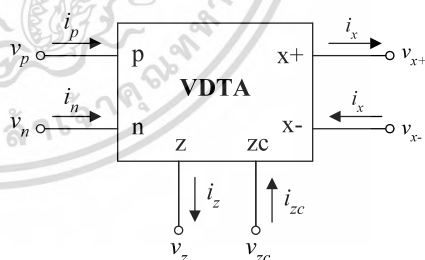 i_p i_x
v_p p x+ v_x+
VDTA
i_n i_x
v_n n x- v_x-
z zc
i_z i_zc
v_z v_zc